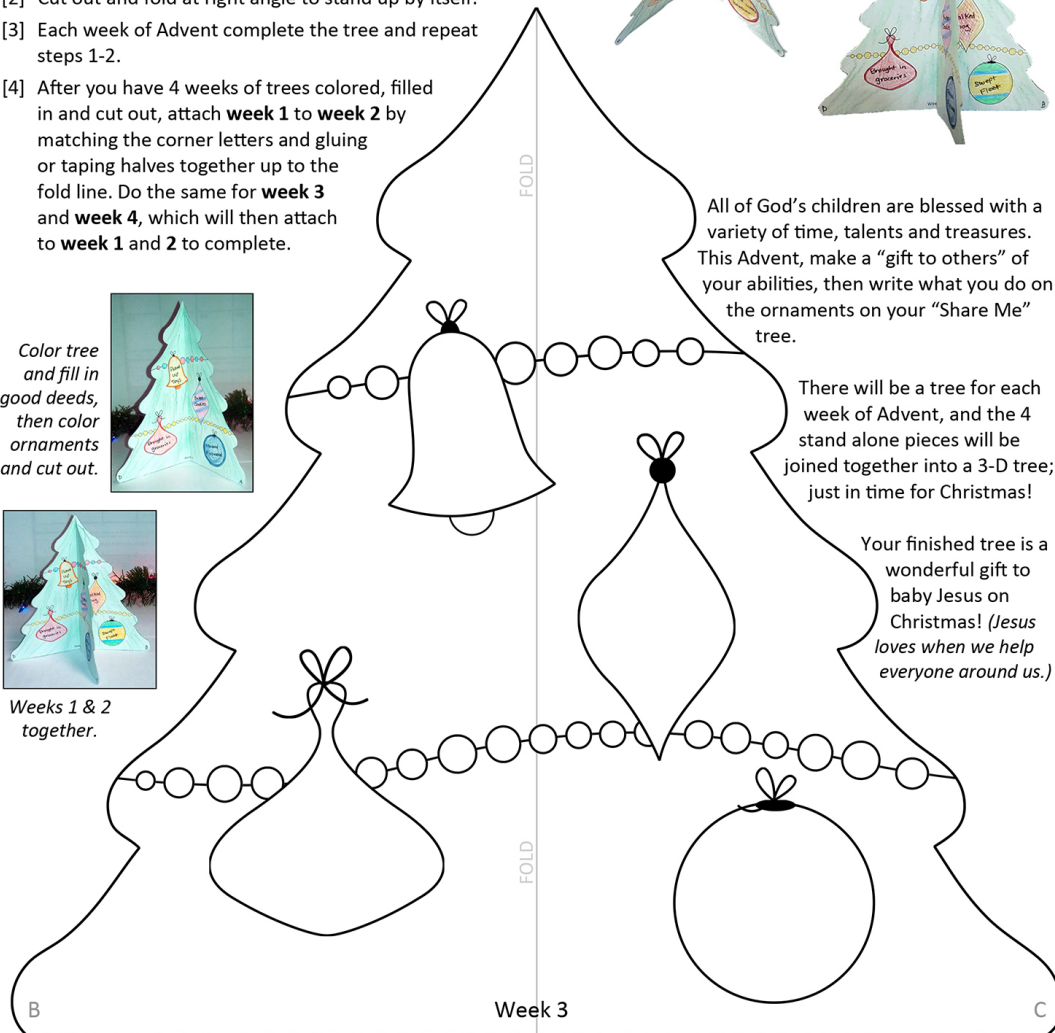 [2] Cut out and fold at right angle to stand up by itself.
[3] Each week of Advent complete the tree and repeat
steps 1-2.
[4] After you have 4 weeks of trees colored, filled
in and cut out, attach week 1 to week 2 by
matching the corner letters and gluing
or taping halves together up to the
fold line. Do the same for week 3
and week 4, which will then attach
to week 1 and 2 to complete.
FOLD
All of God’s children are blessed with a
variety of time, talents and treasures.
This Advent, make a “gift to others” of
your abilities, then write what you do on
the ornaments on your “Share Me”
tree.
Color tree
and fill in
good deeds,
then color
ornaments
and cut out.
There will be a tree for each
week of Advent, and the 4
stand alone pieces will be
joined together into a 3-D tree;
just in time for Christmas!
Your finished tree is a
wonderful gift to
baby Jesus on
Christmas! (Jesus
loves when we help
everyone around us.)
Weeks 1 & 2
together.
FOLD
B
Week 3
C
Brought in
groceries
Swept
Floor
D
B